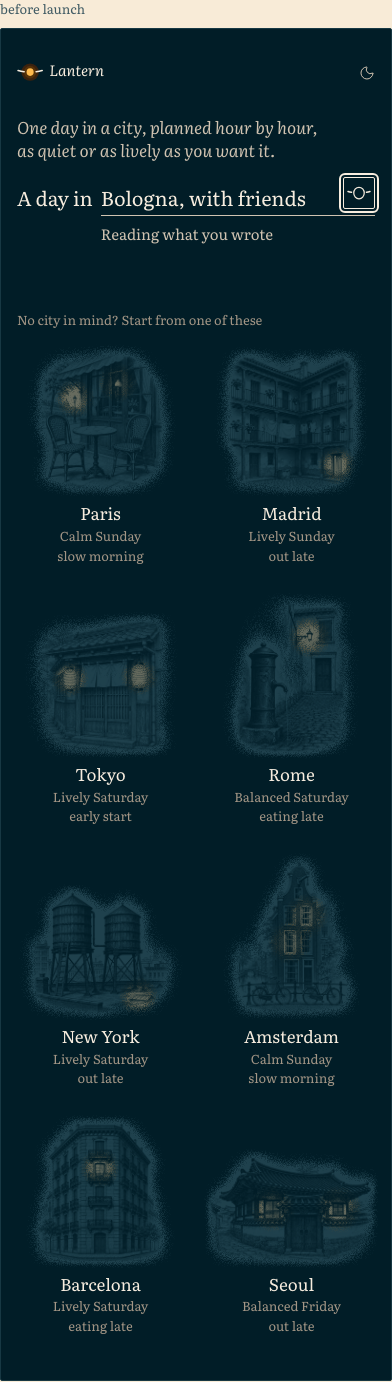 before launch
Lantern
One day in a city, planned hour by hour,
as quiet or as lively as you want it.
A day in Bologna, with friends
Reading what you wrote
No city in mind? Start from one of these
Paris
Calm Sunday
slow morning
Madrid
Lively Sunday
out late
Tokyo
Lively Saturday
early start
Rome
Balanced Saturday
eating late
New York
Lively Saturday
out late
Amsterdam
Calm Sunday
slow morning
Barcelona
Lively Saturday
eating late
Seoul
Balanced Friday
out late